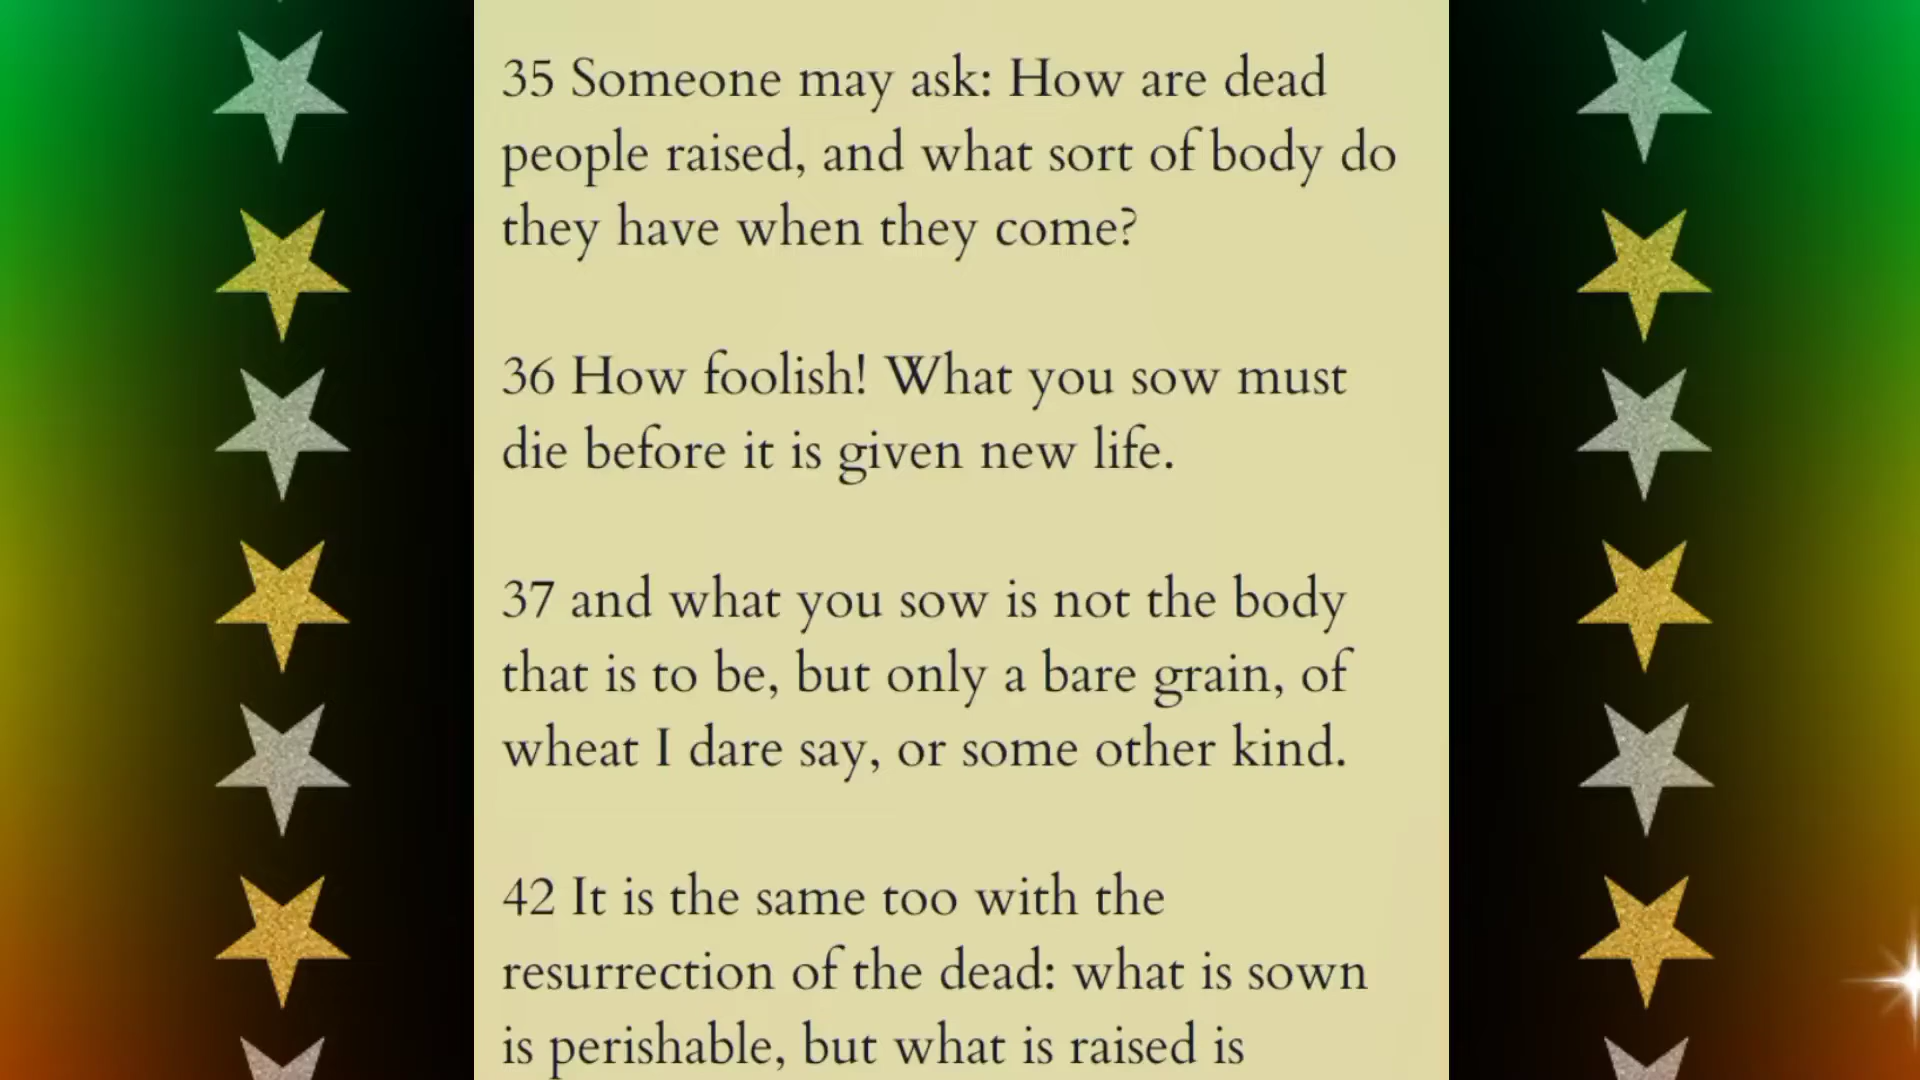 35 Someone may ask: How are dead
people raised, and what sort of body do
they have when they come?
36 How foolish! What you sow must
die before it is given new life.
37 and what you sow is not the body
that is to be, but only a bare grain, of
wheat I dare say, or some other kind.
42 It is the same too with the
resurrection of the dead: what is sown
is perishable, but what is raised is